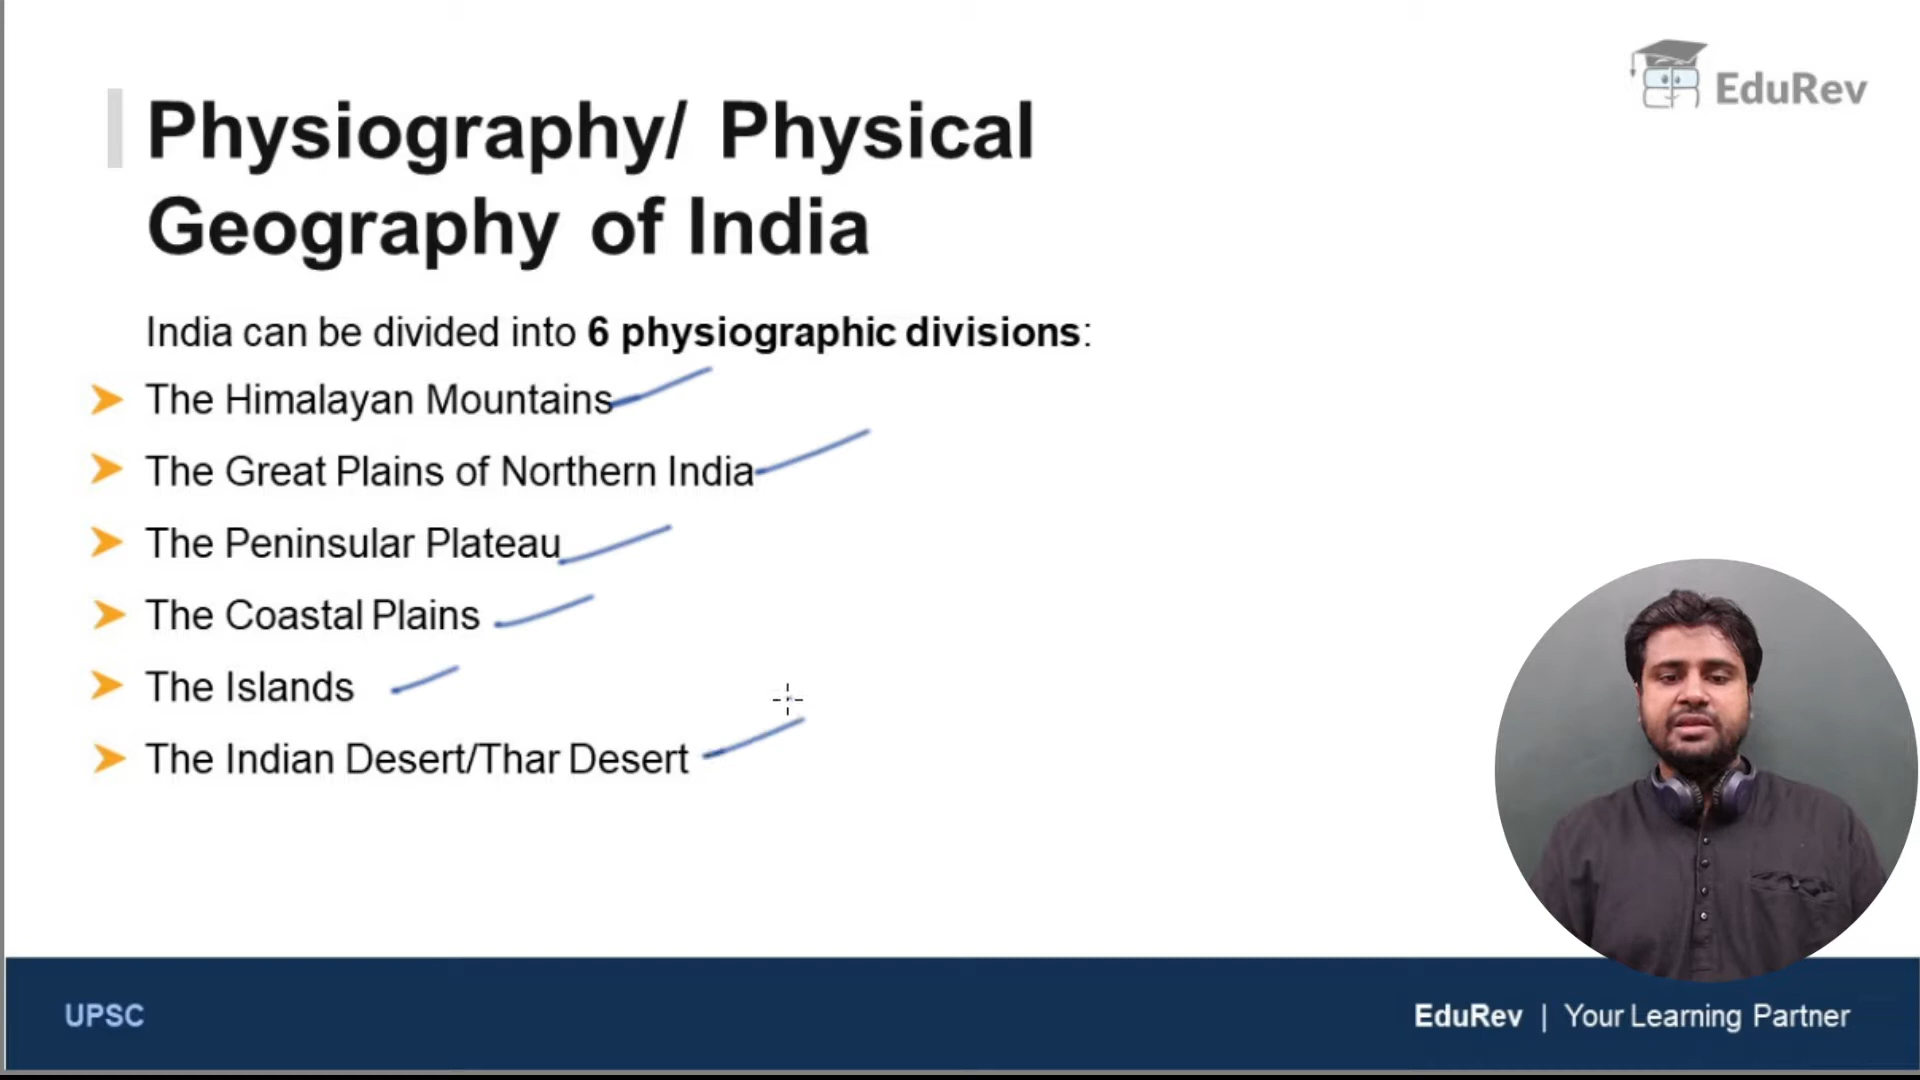 EduRev
Physiography/ Physical
Geography of India
India can be divided into 6 physiographic divisions:
The Himalayan Mountains
The Great Plains of Northern India
The Peninsular Plateau
The Coastal Plains
The Islands
The Indian Desert/Thar Desert
UPSC
EduRev | Your Learning Partner